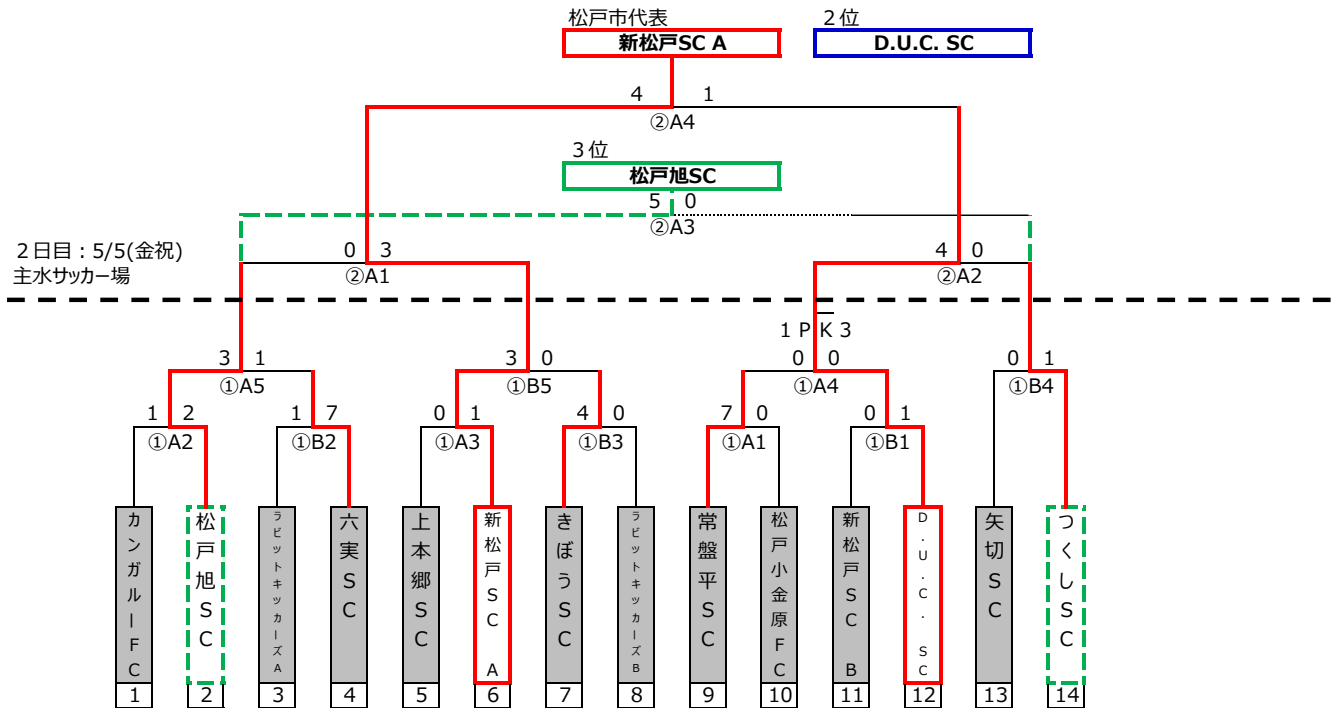 松戸市代表
２位
新松戸SC A
D.U.C. SC
4 1
②A4
３位
松戸旭SC
5 0
②A3
２日目：5/5(金祝)
主水サッカー場
0 3
②A1
4 0
②A2
1 P K 3
3 1
①A5
3 0
①B5
0 0
①A4
0 1
①B4
1 2
①A2
1 7
①B2
0 1
①A3
4 0
①B3
7 0
①A1
0 1
①B1
カンガルーFC
松戸旭SC
ラビットキッカーズA
六実SC
上本郷SC
新松戸SC A
きぼうSC
ラビットキッカーズB
常盤平SC
松戸小金原FC
新松戸SC B
D.U.C. SC
矢切SC
つくしSC
1 2 3 4 5 6 7 8 9 10 11 12 13 14